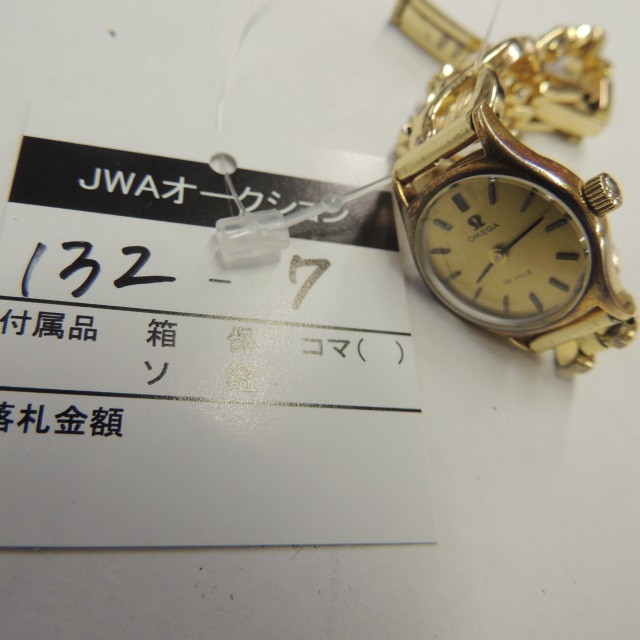 JWAオークション
132-7
付属品 箱 保 コマ( )
ソ
落札金額
OMEGA
DE VILLE